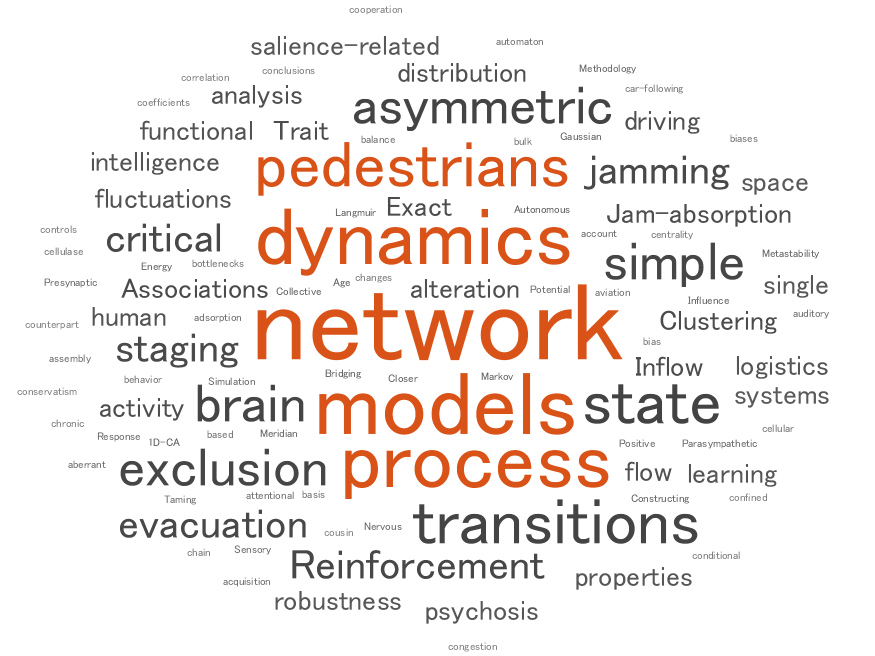 cooperation
salience-related
automaton
correlation
conclusions
distribution
Methodology
coefficients
analysis
asymmetric
car-following
functional
Trait
driving
balance
bulk
Gaussian
biases
intelligence
pedestrians
jamming
space
fluctuations
Langmuir
Exact
Autonomous
Jam-absorption
controls
critical
dynamics
account
centrality
cellulase
Energy
bottlenecks
simple
Metastability
Presynaptic
Associations
Collective
Age
changes
alteration
Potential
aviation
single
Influence
counterpart
human
adsorption
network
Clustering
auditory
assembly
staging
bias
conservatism
behavior
Simulation
Bridging
Closer
Markov
Inflow
logistics
chronic
activity
brain
models
state
systems
Response
1D-CA
based
Meridian
cellular
aberrant
exclusion
process
Positive
Parasympathetic
flow
learning
Taming
attentional
basis
Constructing
confined
evacuation
cousin
Nervous
transitions
chain
Sensory
conditional
acquisition
Reinforcement
properties
robustness
psychosis
congestion